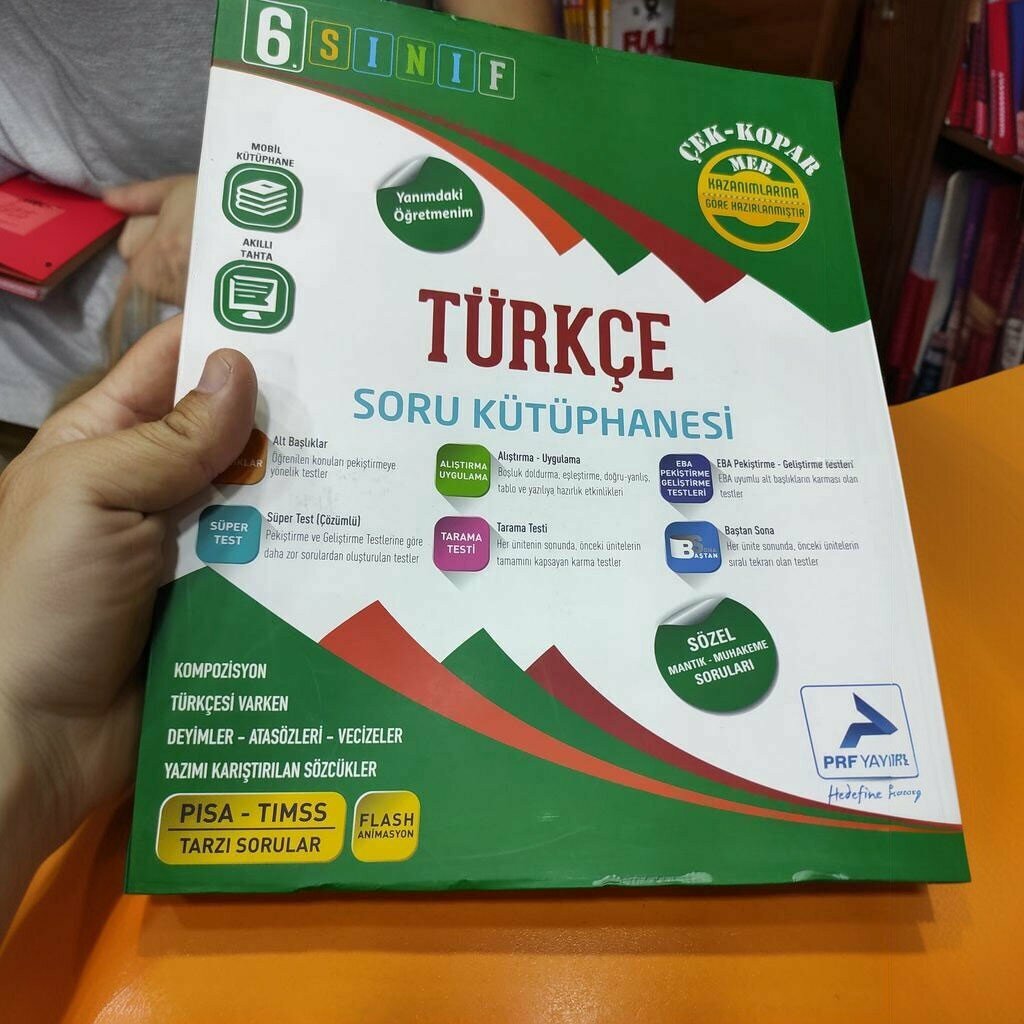 6. SINIF
ÇEK-KOPAR
MEB
KAZANIMLARINA
GÖRE HAZIRLANMIŞTIR
MOBİL
KÜTÜPHANE
AKILLI
TAHTA
Yanımdaki
Öğretmenim
TÜRKÇE
SORU KÜTÜPHANESİ
Alt Başlıklar
Öğrenilen konuları pekiştirmeye
yönelik testler
ALIŞTIRMA
UYGULAMA
Alıştırma - Uygulama
Boşluk doldurma, eşleştirme, doğru-yanlış,
tablo ve yazılıya hazırlık etkinlikleri
EBA
PEKİŞTİRME
GELİŞTİRME
TESTLERİ
EBA Pekiştirme - Geliştirme Testleri
EBA uyumlu alt başlıkların karması olan
testler
SÜPER
TEST
Süper Test (Çözümlü)
Pekiştirme ve Geliştirme Testlerine göre
daha zor sorulardan oluşturulan testler
TARAMA
TESTİ
Tarama Testi
Her ünitenin sonunda, önceki ünitelerin
tamamını kapsayan karma testler
Baştan Sona
Her ünite sonunda, önceki ünitelerin
sıralı tekrarı olan testler
SÖZEL
MANTIK - MUHAKEME
SORULARI
KOMPOZİSYON
TÜRKÇESİ VARKEN
DEYİMLER - ATASÖZLERİ - VECİZELER
YAZIMI KARIŞTIRILAN SÖZCÜKLER
PISA - TIMSS
TARZI SORULAR
FLASH
ANİMASYON
PRF
Hedefine